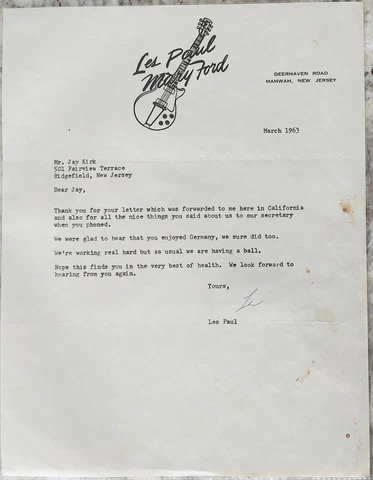 Les Paul
Mary Ford
DEERHAVEN ROAD
MAHWAH, NEW JERSEY
March 1963
Mr. Jay Kirk
501 Fairview Terrace
Ridgefield, New Jersey
Dear Jay,
Thank you for your letter which was forwarded to me here in California
and also for all the nice things you said about us to our secretary
when you phoned.
We were glad to hear that you enjoyed Germany, we sure did too.
We're working real hard but as usual we are having a ball.
Hope this finds you in the very best of health. We look forward to
hearing from you again.
Yours,
Les
Les Paul